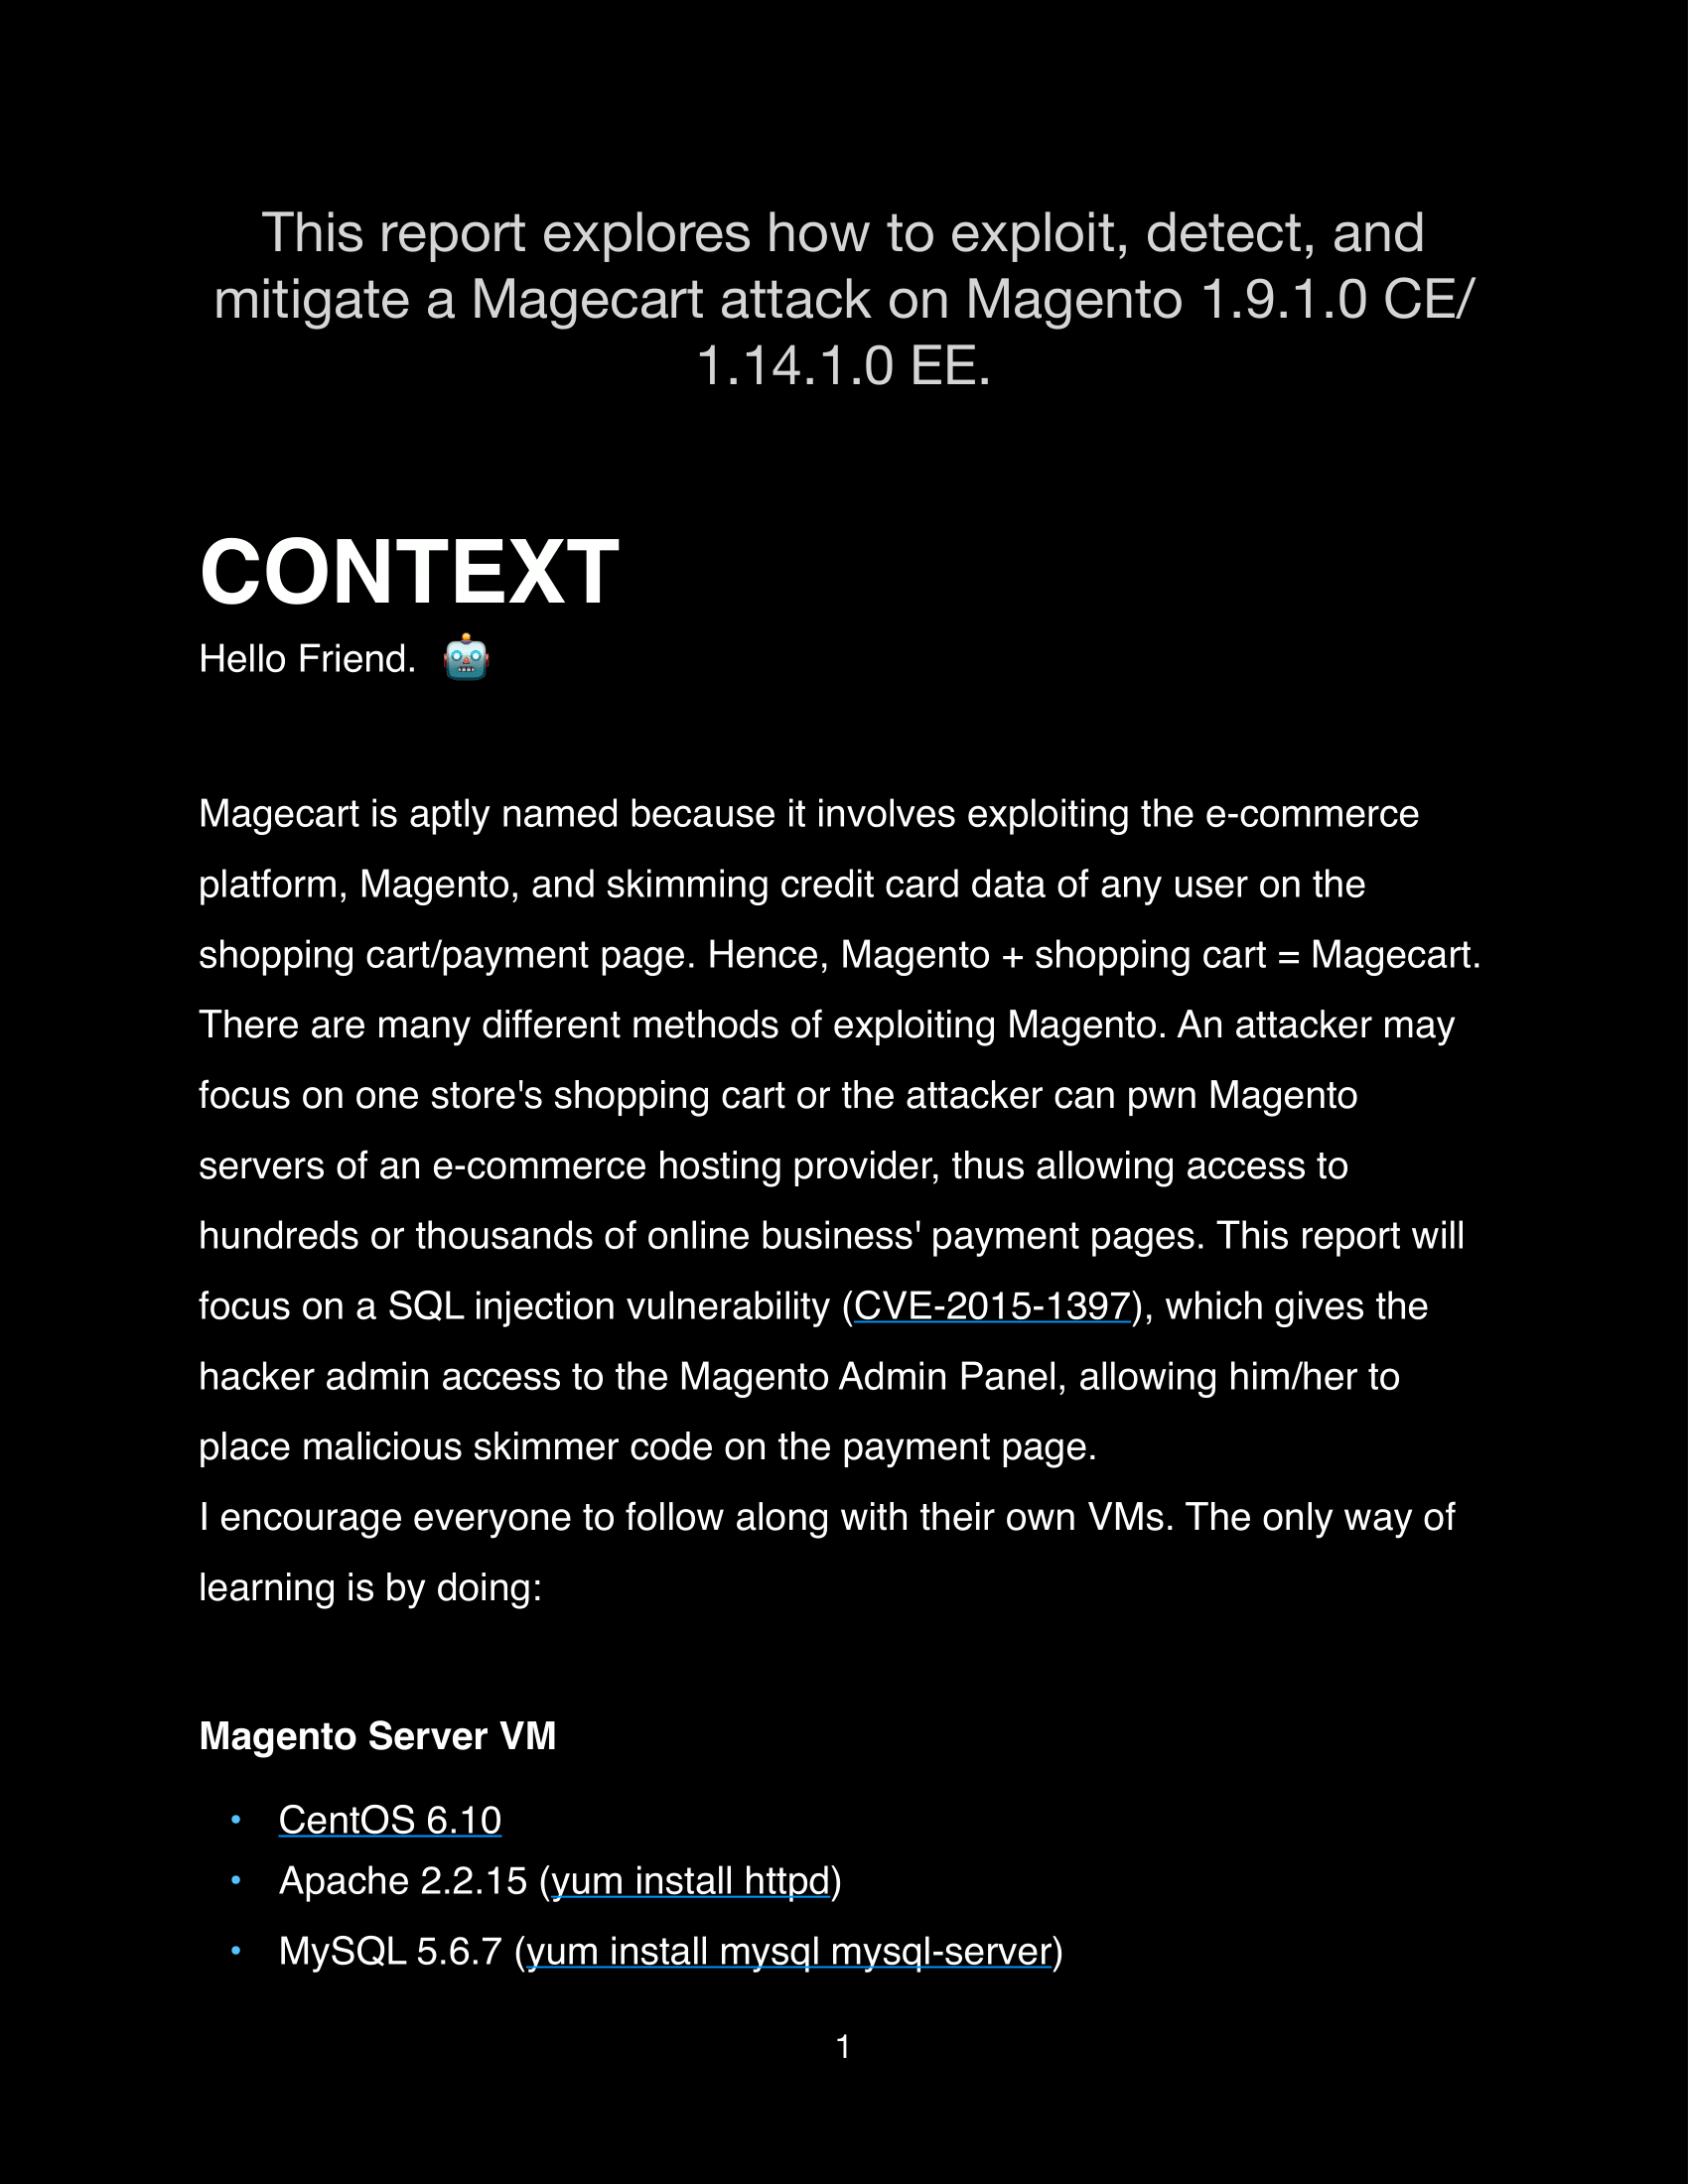 This report explores how to exploit, detect, and
mitigate a Magecart attack on Magento 1.9.1.0 CE/
1.14.1.0 EE.
CONTEXT
Hello Friend. 🤖
Magecart is aptly named because it involves exploiting the e-commerce
platform, Magento, and skimming credit card data of any user on the
shopping cart/payment page. Hence, Magento + shopping cart = Magecart.
There are many different methods of exploiting Magento. An attacker may
focus on one store's shopping cart or the attacker can pwn Magento
servers of an e-commerce hosting provider, thus allowing access to
hundreds or thousands of online business' payment pages. This report will
focus on a SQL injection vulnerability (CVE-2015-1397), which gives the
hacker admin access to the Magento Admin Panel, allowing him/her to
place malicious skimmer code on the payment page.
I encourage everyone to follow along with their own VMs. The only way of
learning is by doing:
Magento Server VM
• CentOS 6.10
• Apache 2.2.15 (yum install httpd)
• MySQL 5.6.7 (yum install mysql mysql-server)
1